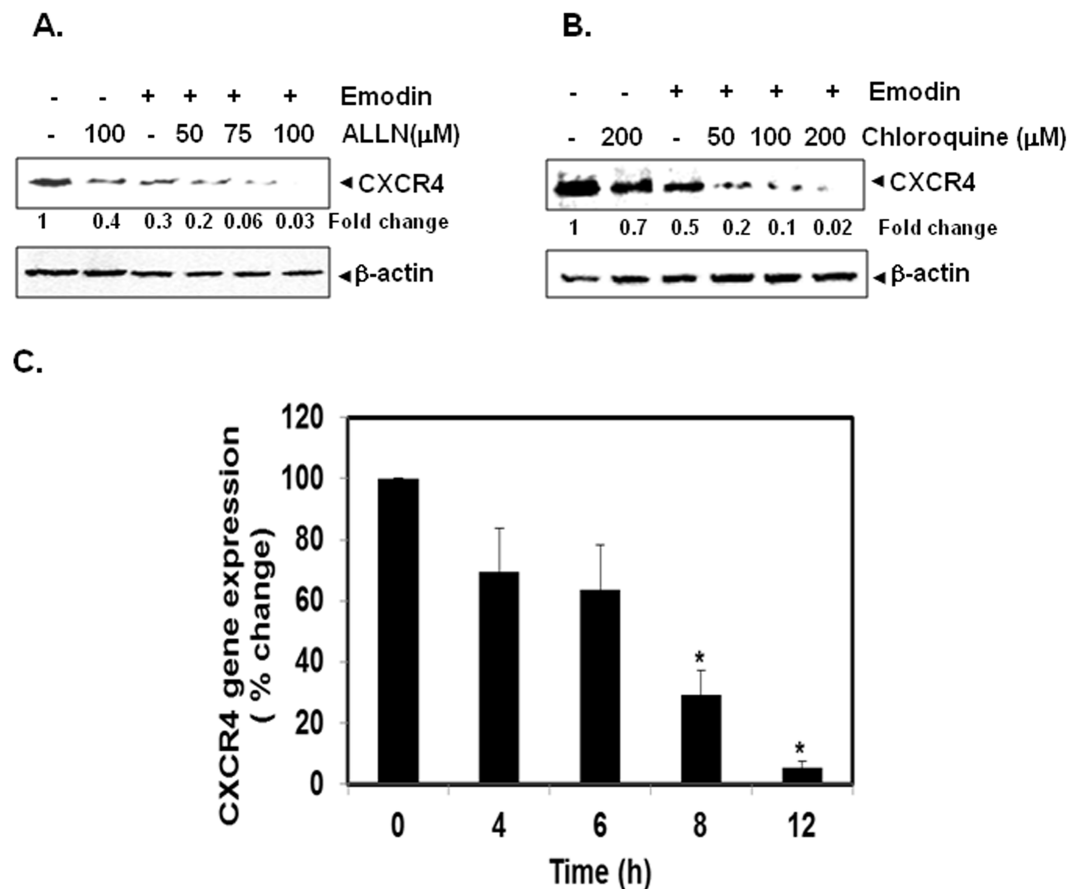 A.
- - + + + + Emodin
- 100 - 50 75 100 ALLN(μM)
CXCR4
1 0.4 0.3 0.2 0.06 0.03 Fold change
β-actin
B.
- - + + + + Emodin
- 200 - 50 100 200 Chloroquine (μM)
CXCR4
1 0.7 0.5 0.2 0.1 0.02 Fold change
β-actin
C.
CXCR4 gene expression
( % change)
120
100
80
60
40
20
0
*
*
0 4 6 8 12
Time (h)